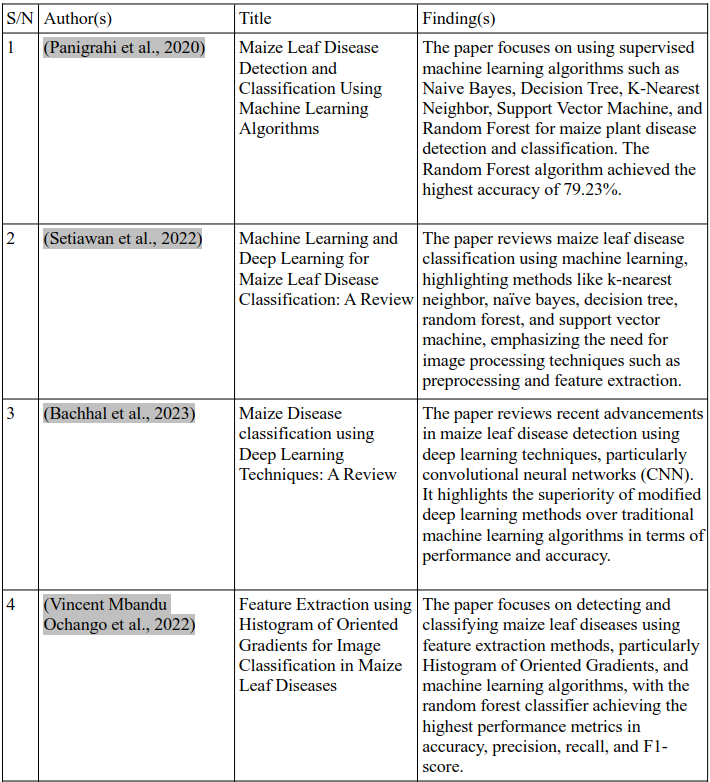 S/N Author(s) Title Finding(s)
1 (Panigrahi et al., 2020) Maize Leaf Disease The paper focuses on using supervised
Detection and machine learning algorithms such as
Classification Using Naive Bayes, Decision Tree, K-Nearest
Machine Learning Neighbor, Support Vector Machine, and
Algorithms Random Forest for maize plant disease
detection and classification. The
Random Forest algorithm achieved the
highest accuracy of 79.23%.
2 (Setiawan et al., 2022) Machine Learning and The paper reviews maize leaf disease
Deep Learning for classification using machine learning,
Maize Leaf Disease highlighting methods like k-nearest
Classification: A Review neighbor, naïve bayes, decision tree,
random forest, and support vector
machine, emphasizing the need for
image processing techniques such as
preprocessing and feature extraction.
3 (Bachhal et al., 2023) Maize Disease The paper reviews recent advancements
classification using in maize leaf disease detection using
Deep Learning deep learning techniques, particularly
Techniques: A Review convolutional neural networks (CNN).
It highlights the superiority of modified
deep learning methods over traditional
machine learning algorithms in terms of
performance and accuracy.
4 (Vincent Mbandu Feature Extraction using The paper focuses on detecting and
Ochango et al., 2022) Histogram of Oriented classifying maize leaf diseases using
Gradients for Image feature extraction methods, particularly
Classification in Maize Histogram of Oriented Gradients, and
Leaf Diseases machine learning algorithms, with the
random forest classifier achieving the
highest performance metrics in
accuracy, precision, recall, and F1-
score.